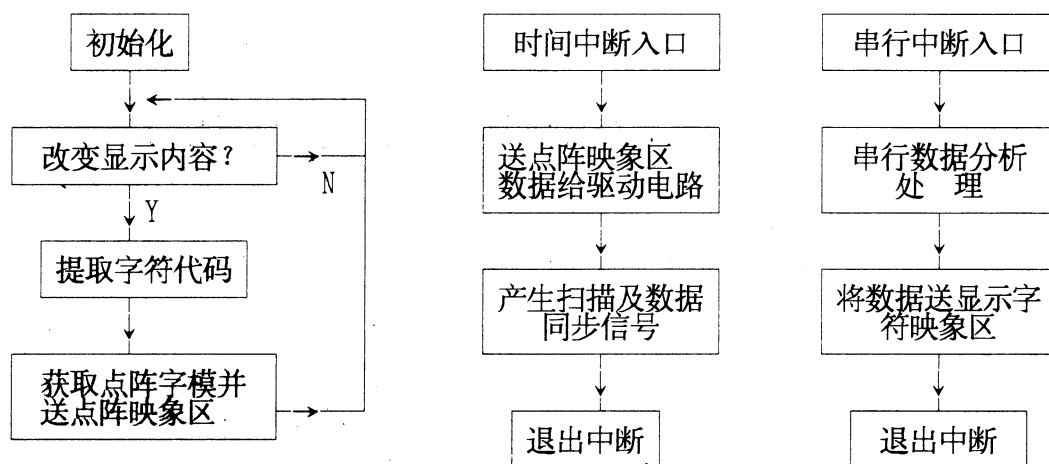 初始化
改变显示内容？
N
Y
提取字符代码
获取点阵字模并
送点阵映象区
时间中断入口
送点阵映象区
数据给驱动电路
产生扫描及数据
同步信号
退出中断
串行中断入口
串行数据分析
处 理
将数据送显示字
符映象区
退出中断